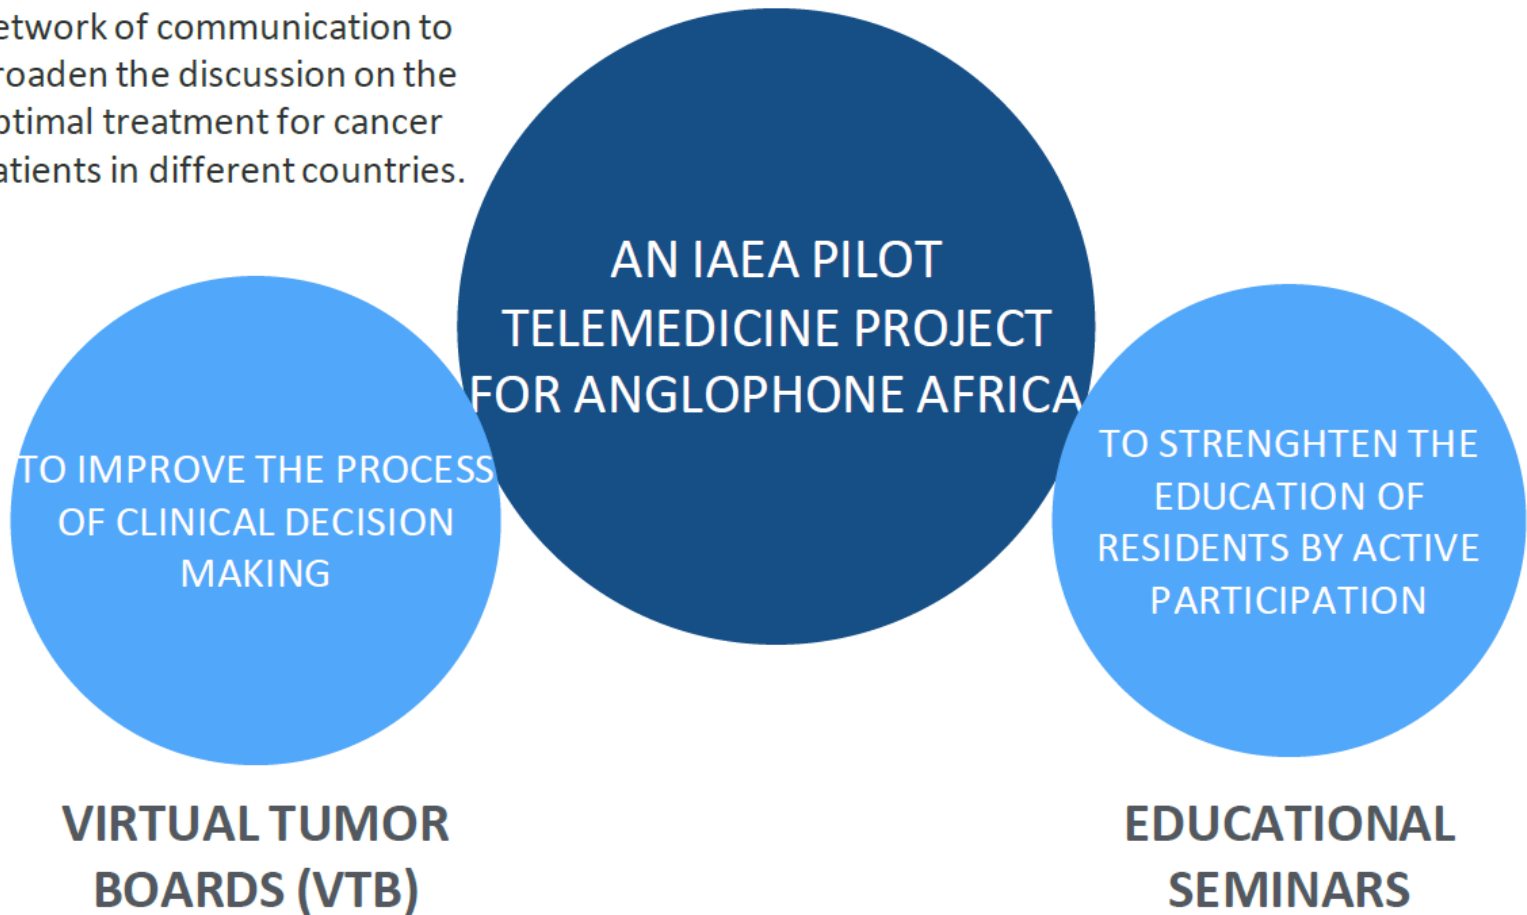 etwork of communication to
roaden the discussion on the
ptimal treatment for cancer
atients in different countries.
AN IAEA PILOT
TELEMEDICINE PROJECT
FOR ANGLOPHONE AFRICA
TO IMPROVE THE PROCESS
OF CLINICAL DECISION
MAKING
TO STRENGHTEN THE
EDUCATION OF
RESIDENTS BY ACTIVE
PARTICIPATION
VIRTUAL TUMOR
BOARDS (VTB)
EDUCATIONAL
SEMINARS